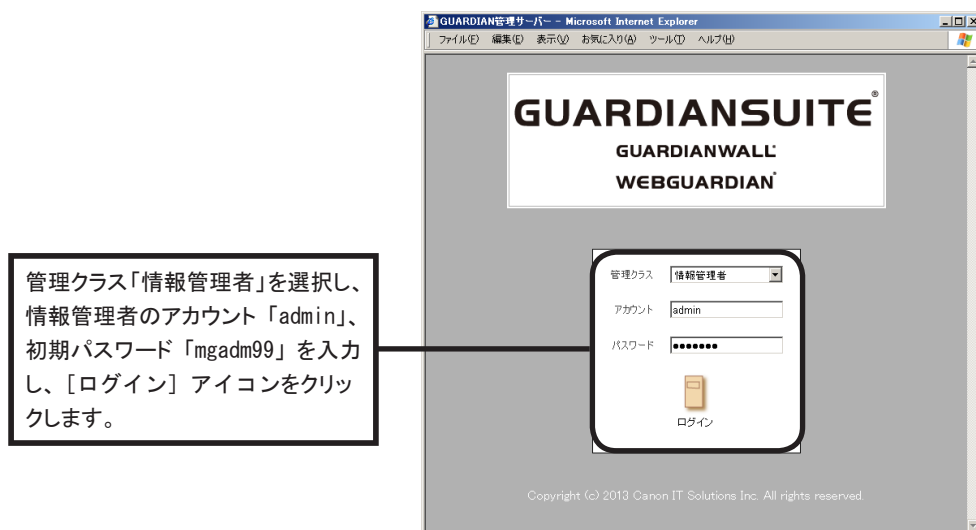 GUARDIAN管理サーバー - Microsoft Internet Explorer
ファイル(F) 編集(E) 表示(V) お気に入り(A) ツール(T) ヘルプ(H)
GUARDIANSUITE®
GUARDIANWALL
WEBGUARDIAN
管理クラス「情報管理者」を選択し、
情報管理者のアカウント「admin」、
初期パスワード「mgadm99」を入力
し、［ログイン］アイコンをクリッ
クします。
管理クラス 情報管理者
アカウント admin
パスワード ●●●●●●●
ログイン
Copyright (c) 2013 Canon IT Solutions Inc. All rights reserved.